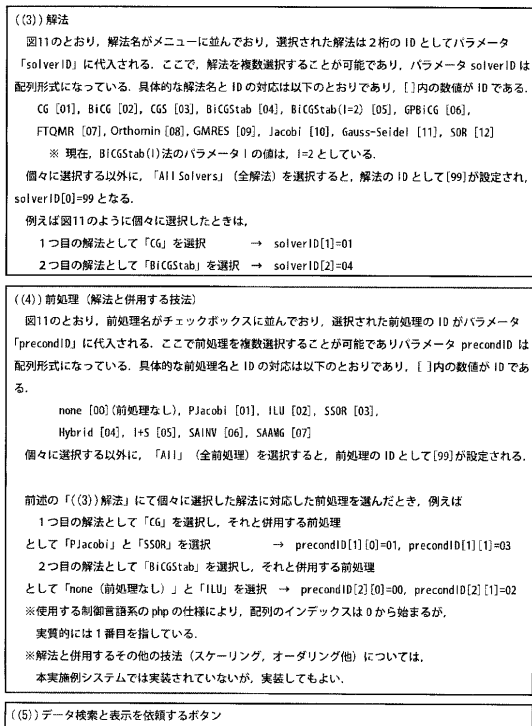 ((3)) 解法
図11のとおり，解法名がメニューに並んでおり，選択された解法は２桁の ID としてパラメータ
「solverID」に代入される．ここで，解法を複数選択することが可能であり，パラメータ solverID は
配列形式になっている．具体的な解法名と ID の対応は以下のとおりであり，[ ]内の数値が ID である．
CG [01], BiCG [02], CGS [03], BiCGStab [04], BiCGStab(l=2) [05], GPBiCG [06],
FTQMR [07], Orthomin [08], GMRES [09], Jacobi [10], Gauss-Seidel [11], SOR [12]
※ 現在，BiCGStab(l)法のパラメータ l の値は，l=2 としている．
個々に選択する以外に，「All Solvers」（全解法）を選択すると，解法の ID として[99]が設定され，
solverID[0]=99 となる．
例えば図11のように個々に選択したときは，
１つ目の解法として「CG」を選択 → solverID[1]=01
２つ目の解法として「BiCGStab」を選択 → solverID[2]=04
((4)) 前処理（解法と併用する技法）
図11のとおり，前処理名がチェックボックスに並んでおり，選択された前処理の ID がパラメータ
「precondID」に代入される．ここで前処理を複数選択することが可能でありパラメータ precondID は
配列形式になっている．具体的な前処理名と ID の対応は以下のとおりであり，[ ]内の数値が ID であ
る．
none [00](前処理なし), PJacobi [01], ILU [02], SSOR [03],
Hybrid [04], I+S [05], SAINV [06], SAAMG [07]
個々に選択する以外に，「All」（全前処理）を選択すると，前処理の ID として[99]が設定される．
前述の「((3))解法」にて個々に選択した解法に対応した前処理を選んだとき，例えば
１つ目の解法として「CG」を選択し，それと併用する前処理
として「PJacobi」と「SSOR」を選択 → precondID[1][0]=01, precondID[1][1]=03
２つ目の解法として「BiCGStab」を選択し，それと併用する前処理
として「none（前処理なし）」と「ILU」を選択 → precondID[2][0]=00, precondID[2][1]=02
※使用する制御言語系の php の仕様により，配列のインデックスは 0 から始まるが，
実質的には１番目を指している．
※解法と併用するその他の技法（スケーリング，オーダリング他）については，
本実施例システムでは実装されていないが，実装してもよい．
((5)) データ検索と表示を依頼するボタン